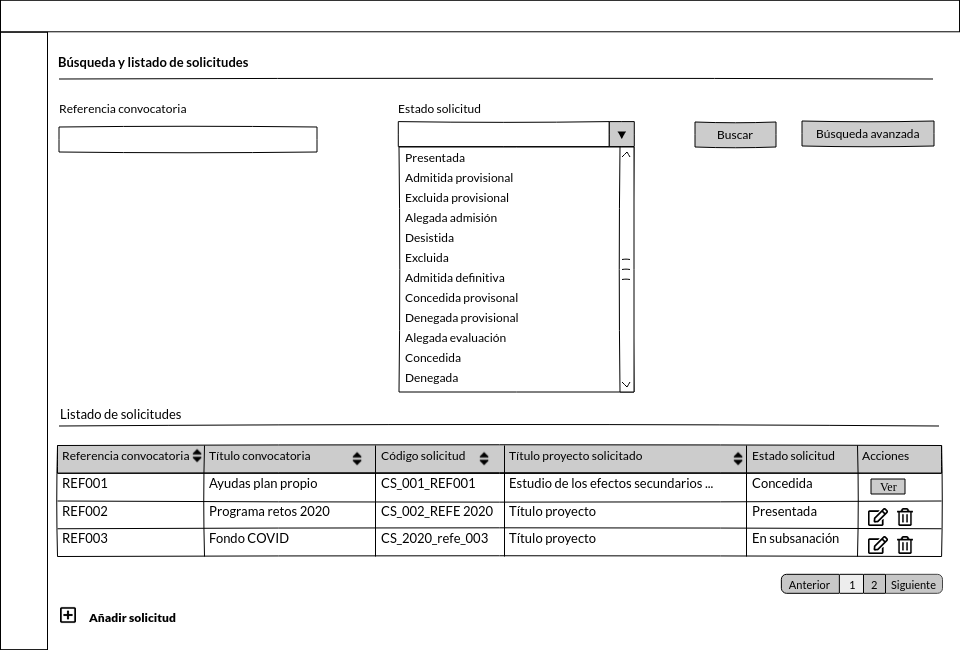 Búsqueda y listado de solicitudes
Referencia convocatoria
Estado solicitud
Buscar
Búsqueda avanzada
Presentada
Admitida provisional
Excluida provisional
Alegada admisión
Desistida
Excluida
Admitida definitiva
Concedida provisonal
Denegada provisional
Alegada evaluación
Concedida
Denegada
Listado de solicitudes
Referencia convocatoria Título convocatoria Código solicitud Título proyecto solicitado Estado solicitud Acciones
REF001 Ayudas plan propio CS_001_REF001 Estudio de los efectos secundarios ... Concedida Ver
REF002 Programa retos 2020 CS_002_REFE 2020 Título proyecto Presentada
REF003 Fondo COVID CS_2020_refe_003 Título proyecto En subsanación
Anterior 1 2 Siguiente
Añadir solicitud